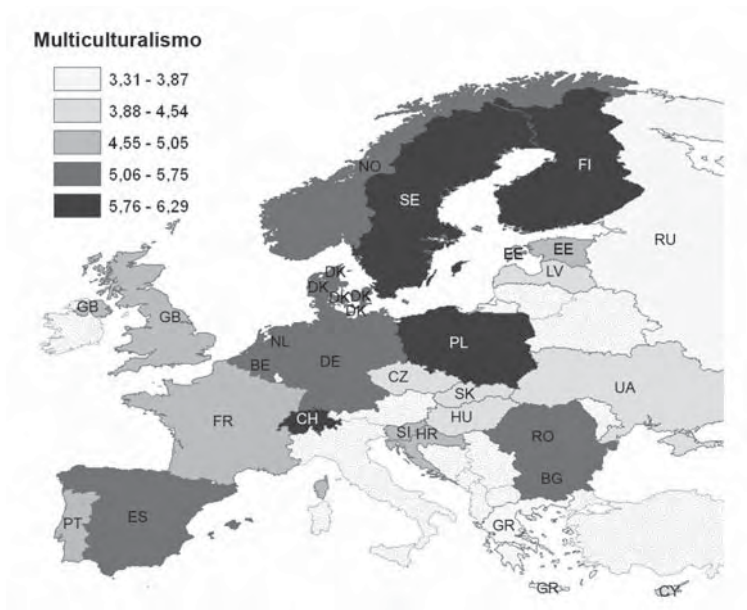 Multiculturalismo
3,31 - 3,87
3,88 - 4,54
4,55 - 5,05
5,06 - 5,75
5,76 - 6,29
NO
SE
FI
RU
EE
EE
LV
DK
DK
DK
DK
DK
GB
GB
NL
BE
DE
PL
CZ
SK
UA
FR
CH
HU
SI
HR
RO
BG
PT
ES
GR
GR
CY